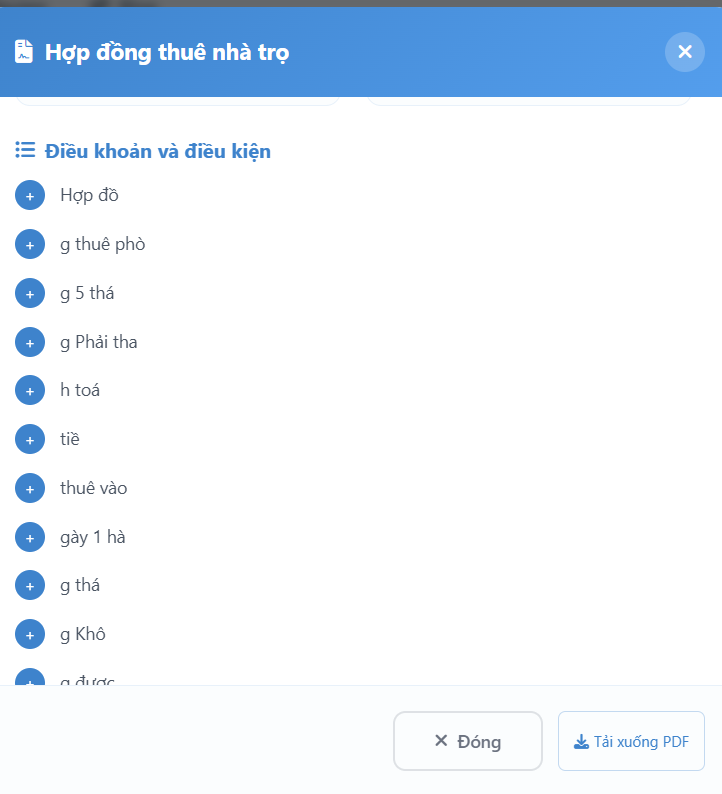 Hợp đồng thuê nhà trọ
Điều khoản và điều kiện
+ Hợp đồ
+ g thuê phò
+ g 5 thá
+ g Phải tha
+ h toá
+ tiề
+ thuê vào
+ gày 1 hà
+ g thá
+ g Khô
+ g được
Đóng
Tải xuống PDF